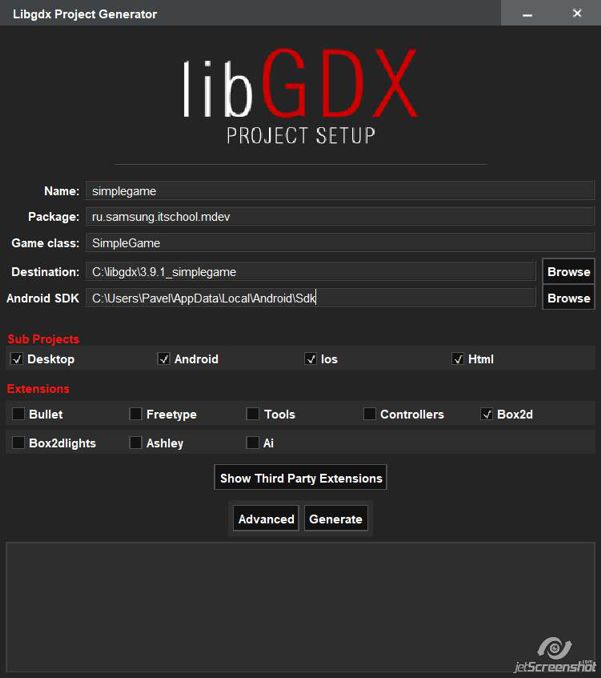 Libgdx Project Generator
libGDX
PROJECT SETUP
Name: simplegame
Package: ru.samsung.itschool.mdev
Game class: SimpleGame
Destination: C:\libgdx\3.9.1_simplegame Browse
Android SDK C:\Users\Pavel\AppData\Local\Android\Sdk Browse
Sub Projects
Desktop Android Ios Html
Extensions
Bullet Freetype Tools Controllers Box2d
Box2dlights Ashley Ai
Show Third Party Extensions
Advanced Generate
jetScreenshot